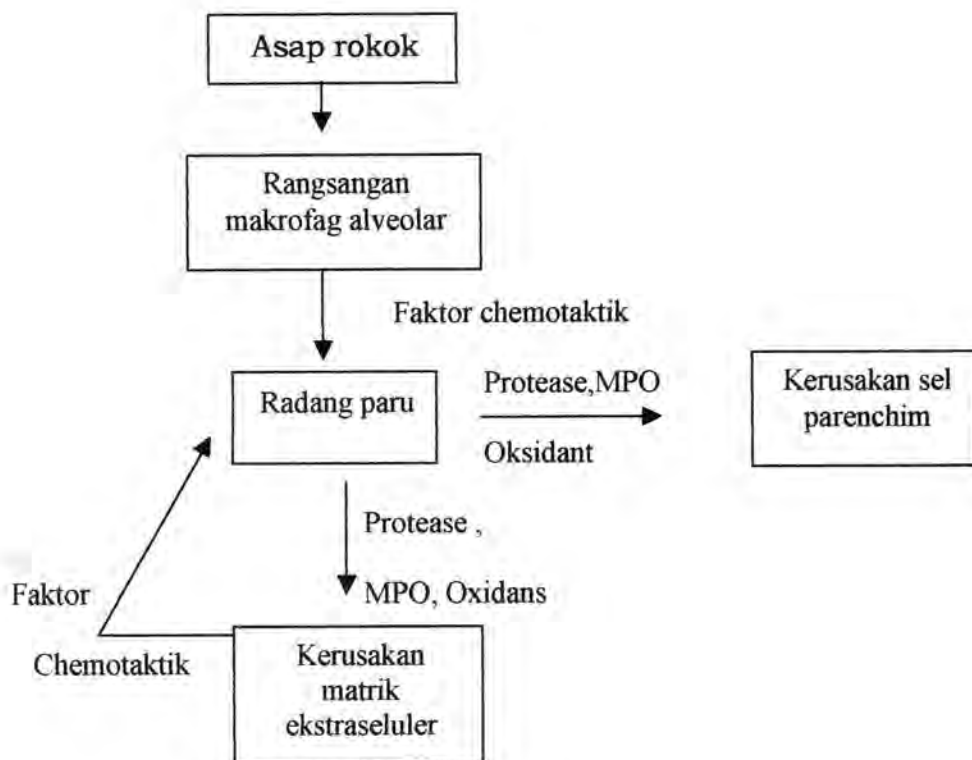 Asap rokok
Rangsangan
makrofag alveolar
Faktor chemotaktik
Radang paru
Protease,MPO
Oksidant
Kerusakan sel
parenchim
Protease ,
MPO, Oxidans
Faktor
Chemotaktik
Kerusakan
matrik
ekstraseluler